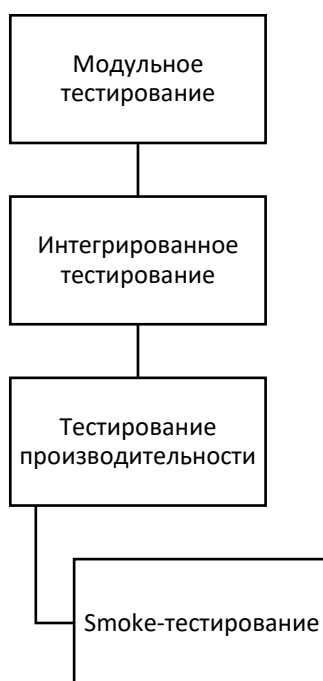 Модульное
тестирование
Интегрированное
тестирование
Тестирование
производительности
Smoke-тестирование